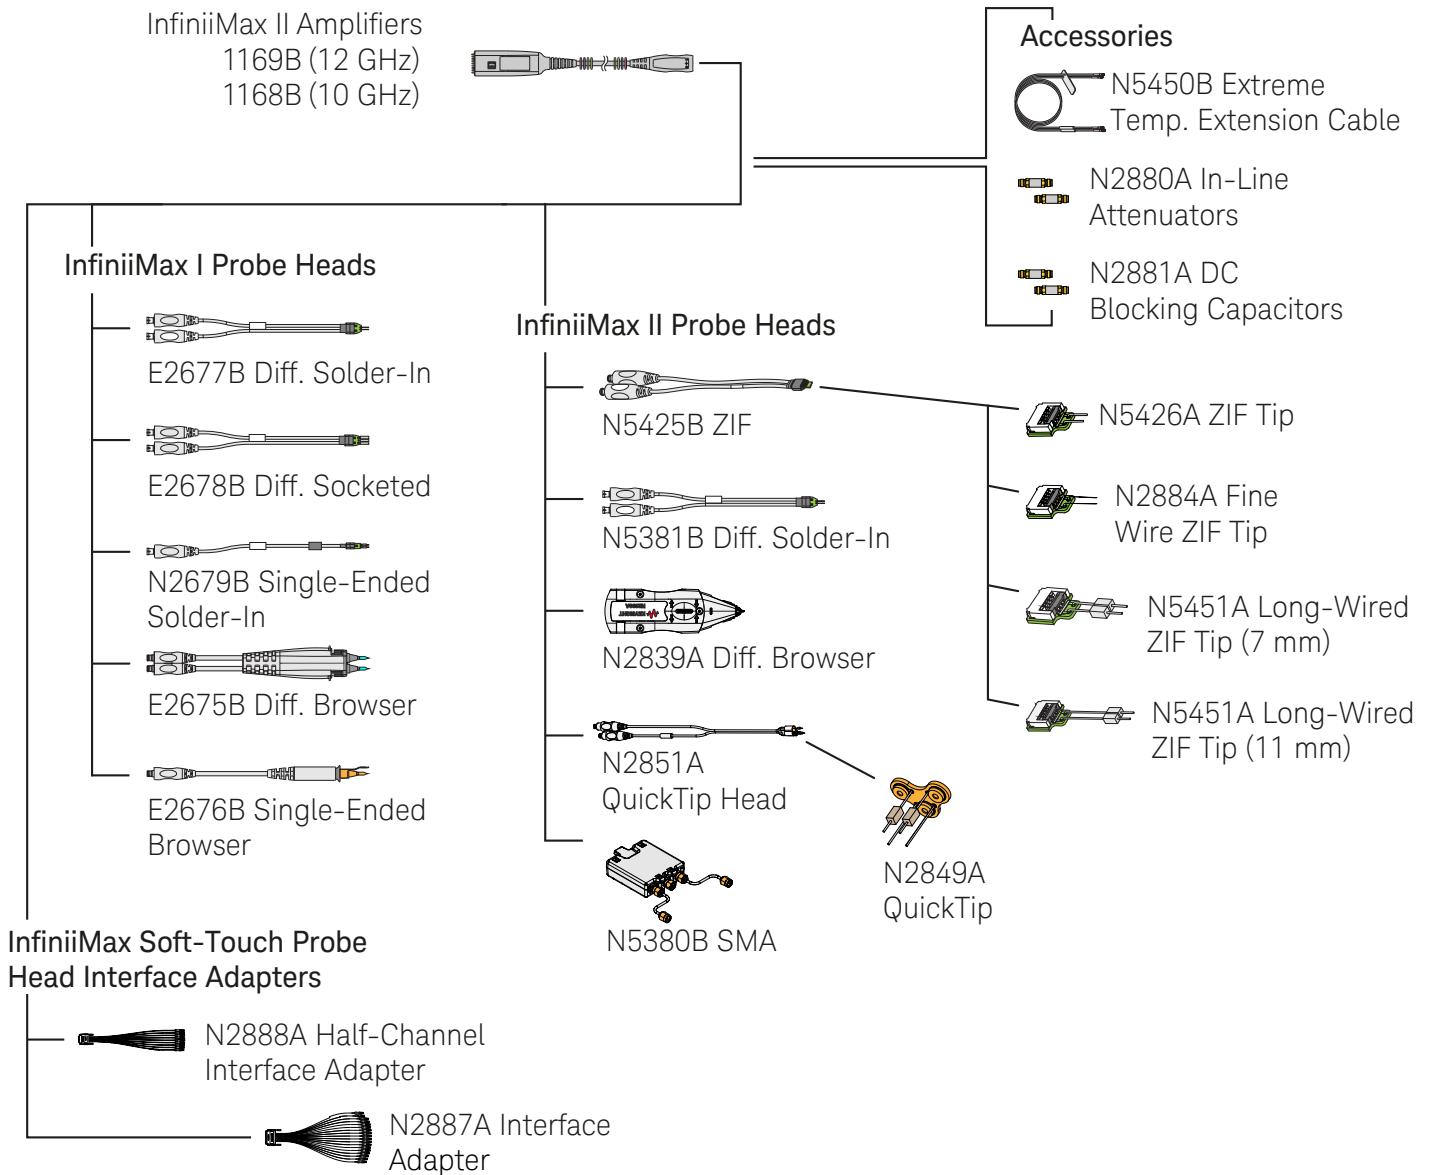 InfiniiMax II Amplifiers
1169B (12 GHz)
1168B (10 GHz)
Accessories
N5450B Extreme
Temp. Extension Cable
N2880A In-Line
Attenuators
N2881A DC
Blocking Capacitors
InfiniiMax I Probe Heads
E2677B Diff. Solder-In
E2678B Diff. Socketed
N2679B Single-Ended
Solder-In
E2675B Diff. Browser
E2676B Single-Ended
Browser
InfiniiMax II Probe Heads
N5425B ZIF
N5381B Diff. Solder-In
N2839A Diff. Browser
N2851A
QuickTip Head
N5380B SMA
N5426A ZIF Tip
N2884A Fine
Wire ZIF Tip
N5451A Long-Wired
ZIF Tip (7 mm)
N5451A Long-Wired
ZIF Tip (11 mm)
N2849A
QuickTip
InfiniiMax Soft-Touch Probe
Head Interface Adapters
N2888A Half-Channel
Interface Adapter
N2887A Interface
Adapter